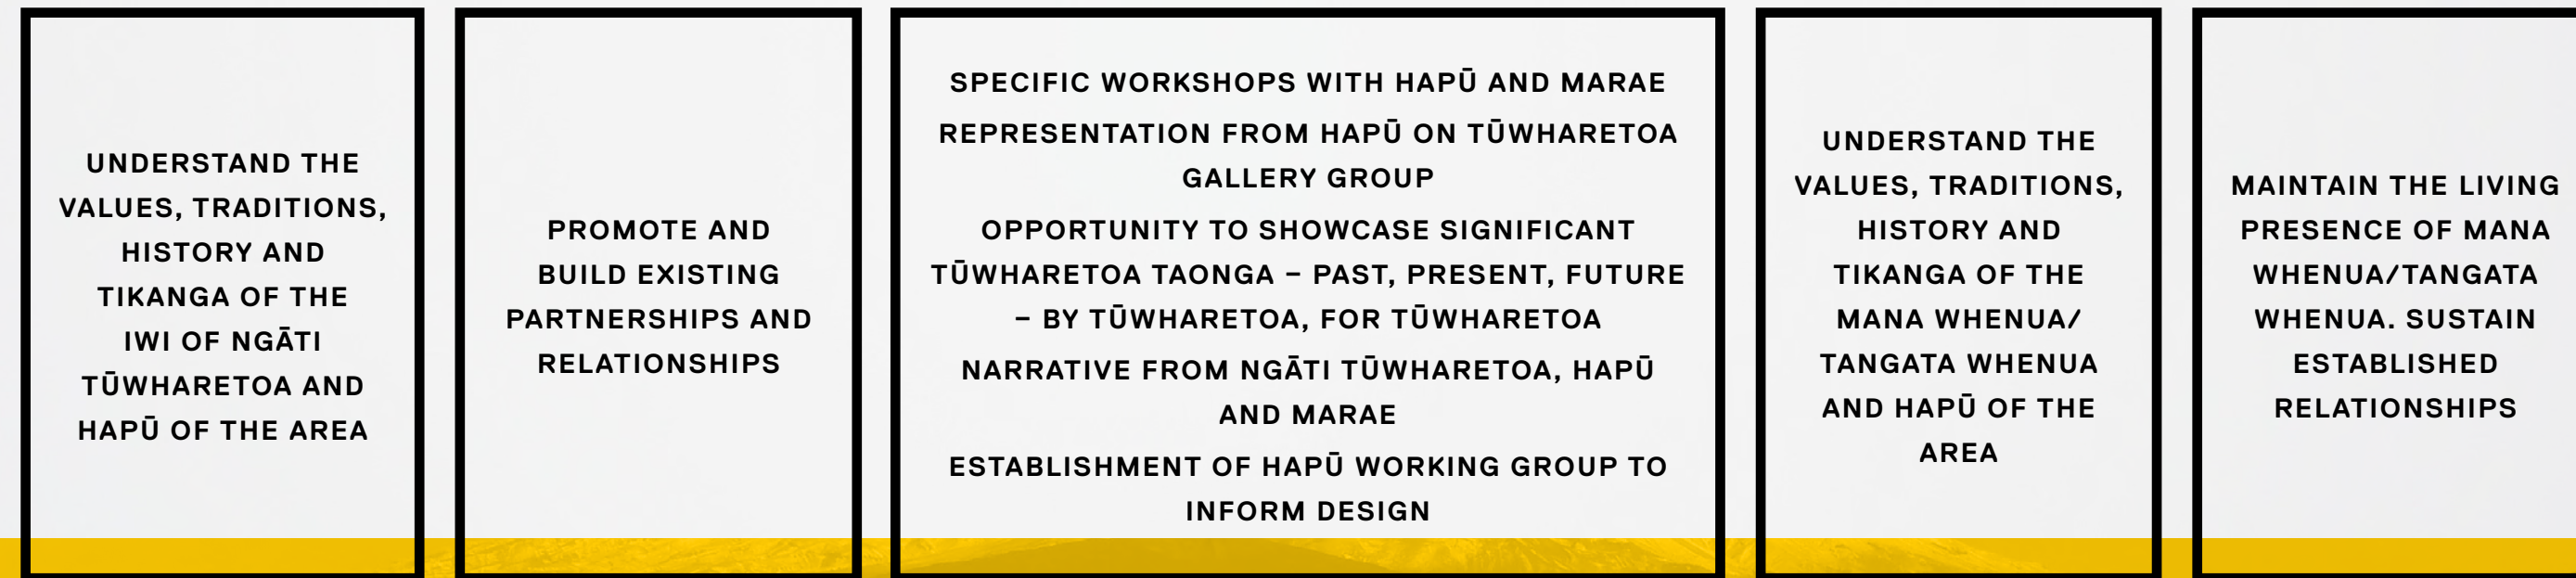 UNDERSTAND THE
VALUES, TRADITIONS,
HISTORY AND
TIKANGA OF THE
IWI OF NGĀTI
TŪWHARETOA AND
HAPŪ OF THE AREA
PROMOTE AND
BUILD EXISTING
PARTNERSHIPS AND
RELATIONSHIPS
SPECIFIC WORKSHOPS WITH HAPŪ AND MARAE
REPRESENTATION FROM HAPŪ ON TŪWHARETOA
GALLERY GROUP
OPPORTUNITY TO SHOWCASE SIGNIFICANT
TŪWHARETOA TAONGA – PAST, PRESENT, FUTURE
– BY TŪWHARETOA, FOR TŪWHARETOA
NARRATIVE FROM NGĀTI TŪWHARETOA, HAPŪ
AND MARAE
ESTABLISHMENT OF HAPŪ WORKING GROUP TO
INFORM DESIGN
UNDERSTAND THE
VALUES, TRADITIONS,
HISTORY AND
TIKANGA OF THE
MANA WHENUA/
TANGATA WHENUA
AND HAPŪ OF THE
AREA
MAINTAIN THE LIVING
PRESENCE OF MANA
WHENUA/TANGATA
WHENUA. SUSTAIN
ESTABLISHED
RELATIONSHIPS